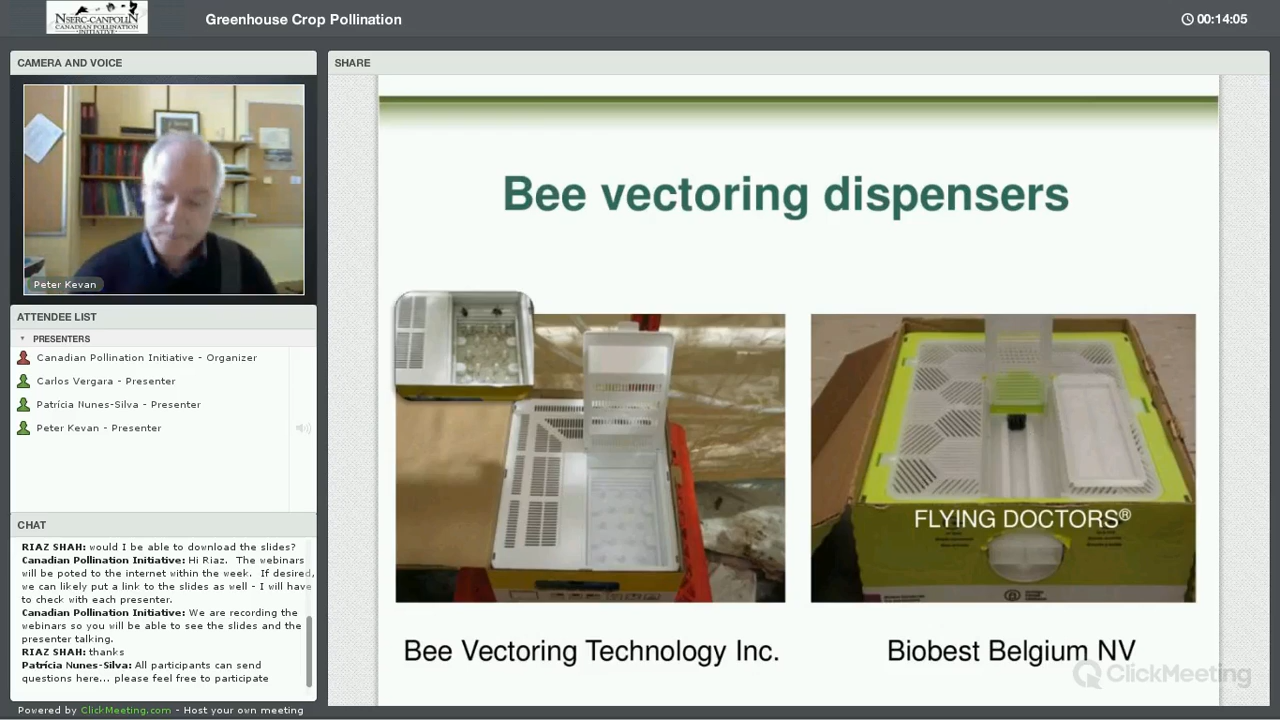 NSERC-CANPOLIN
CANADIAN POLLINATION
INITIATIVE
Greenhouse Crop Pollination
00:14:05
CAMERA AND VOICE
Peter Kevan
ATTENDEE LIST
PRESENTERS
Canadian Pollination Initiative - Organizer
Carlos Vergara - Presenter
Patrícia Nunes-Silva - Presenter
Peter Kevan - Presenter
CHAT
RIAZ SHAH: would I be able to download the slides?
Canadian Pollination Initiative: Hi Riaz. The webinars
will be poted to the internet within the week. If desired,
we can likely put a link to the slides as well - I will have
to check with each presenter.
Canadian Pollination Initiative: We are recording the
webinars so you will be able to see the slides and the
presenter talking.
RIAZ SHAH: thanks
Patrícia Nunes-Silva: All participants can send
questions here... please feel free to participate
Powered by ClickMeeting.com - Host your own meeting
SHARE
Bee vectoring dispensers
FLYING DOCTORS®
Bee Vectoring Technology Inc.
Biobest Belgium NV
ClickMeeting